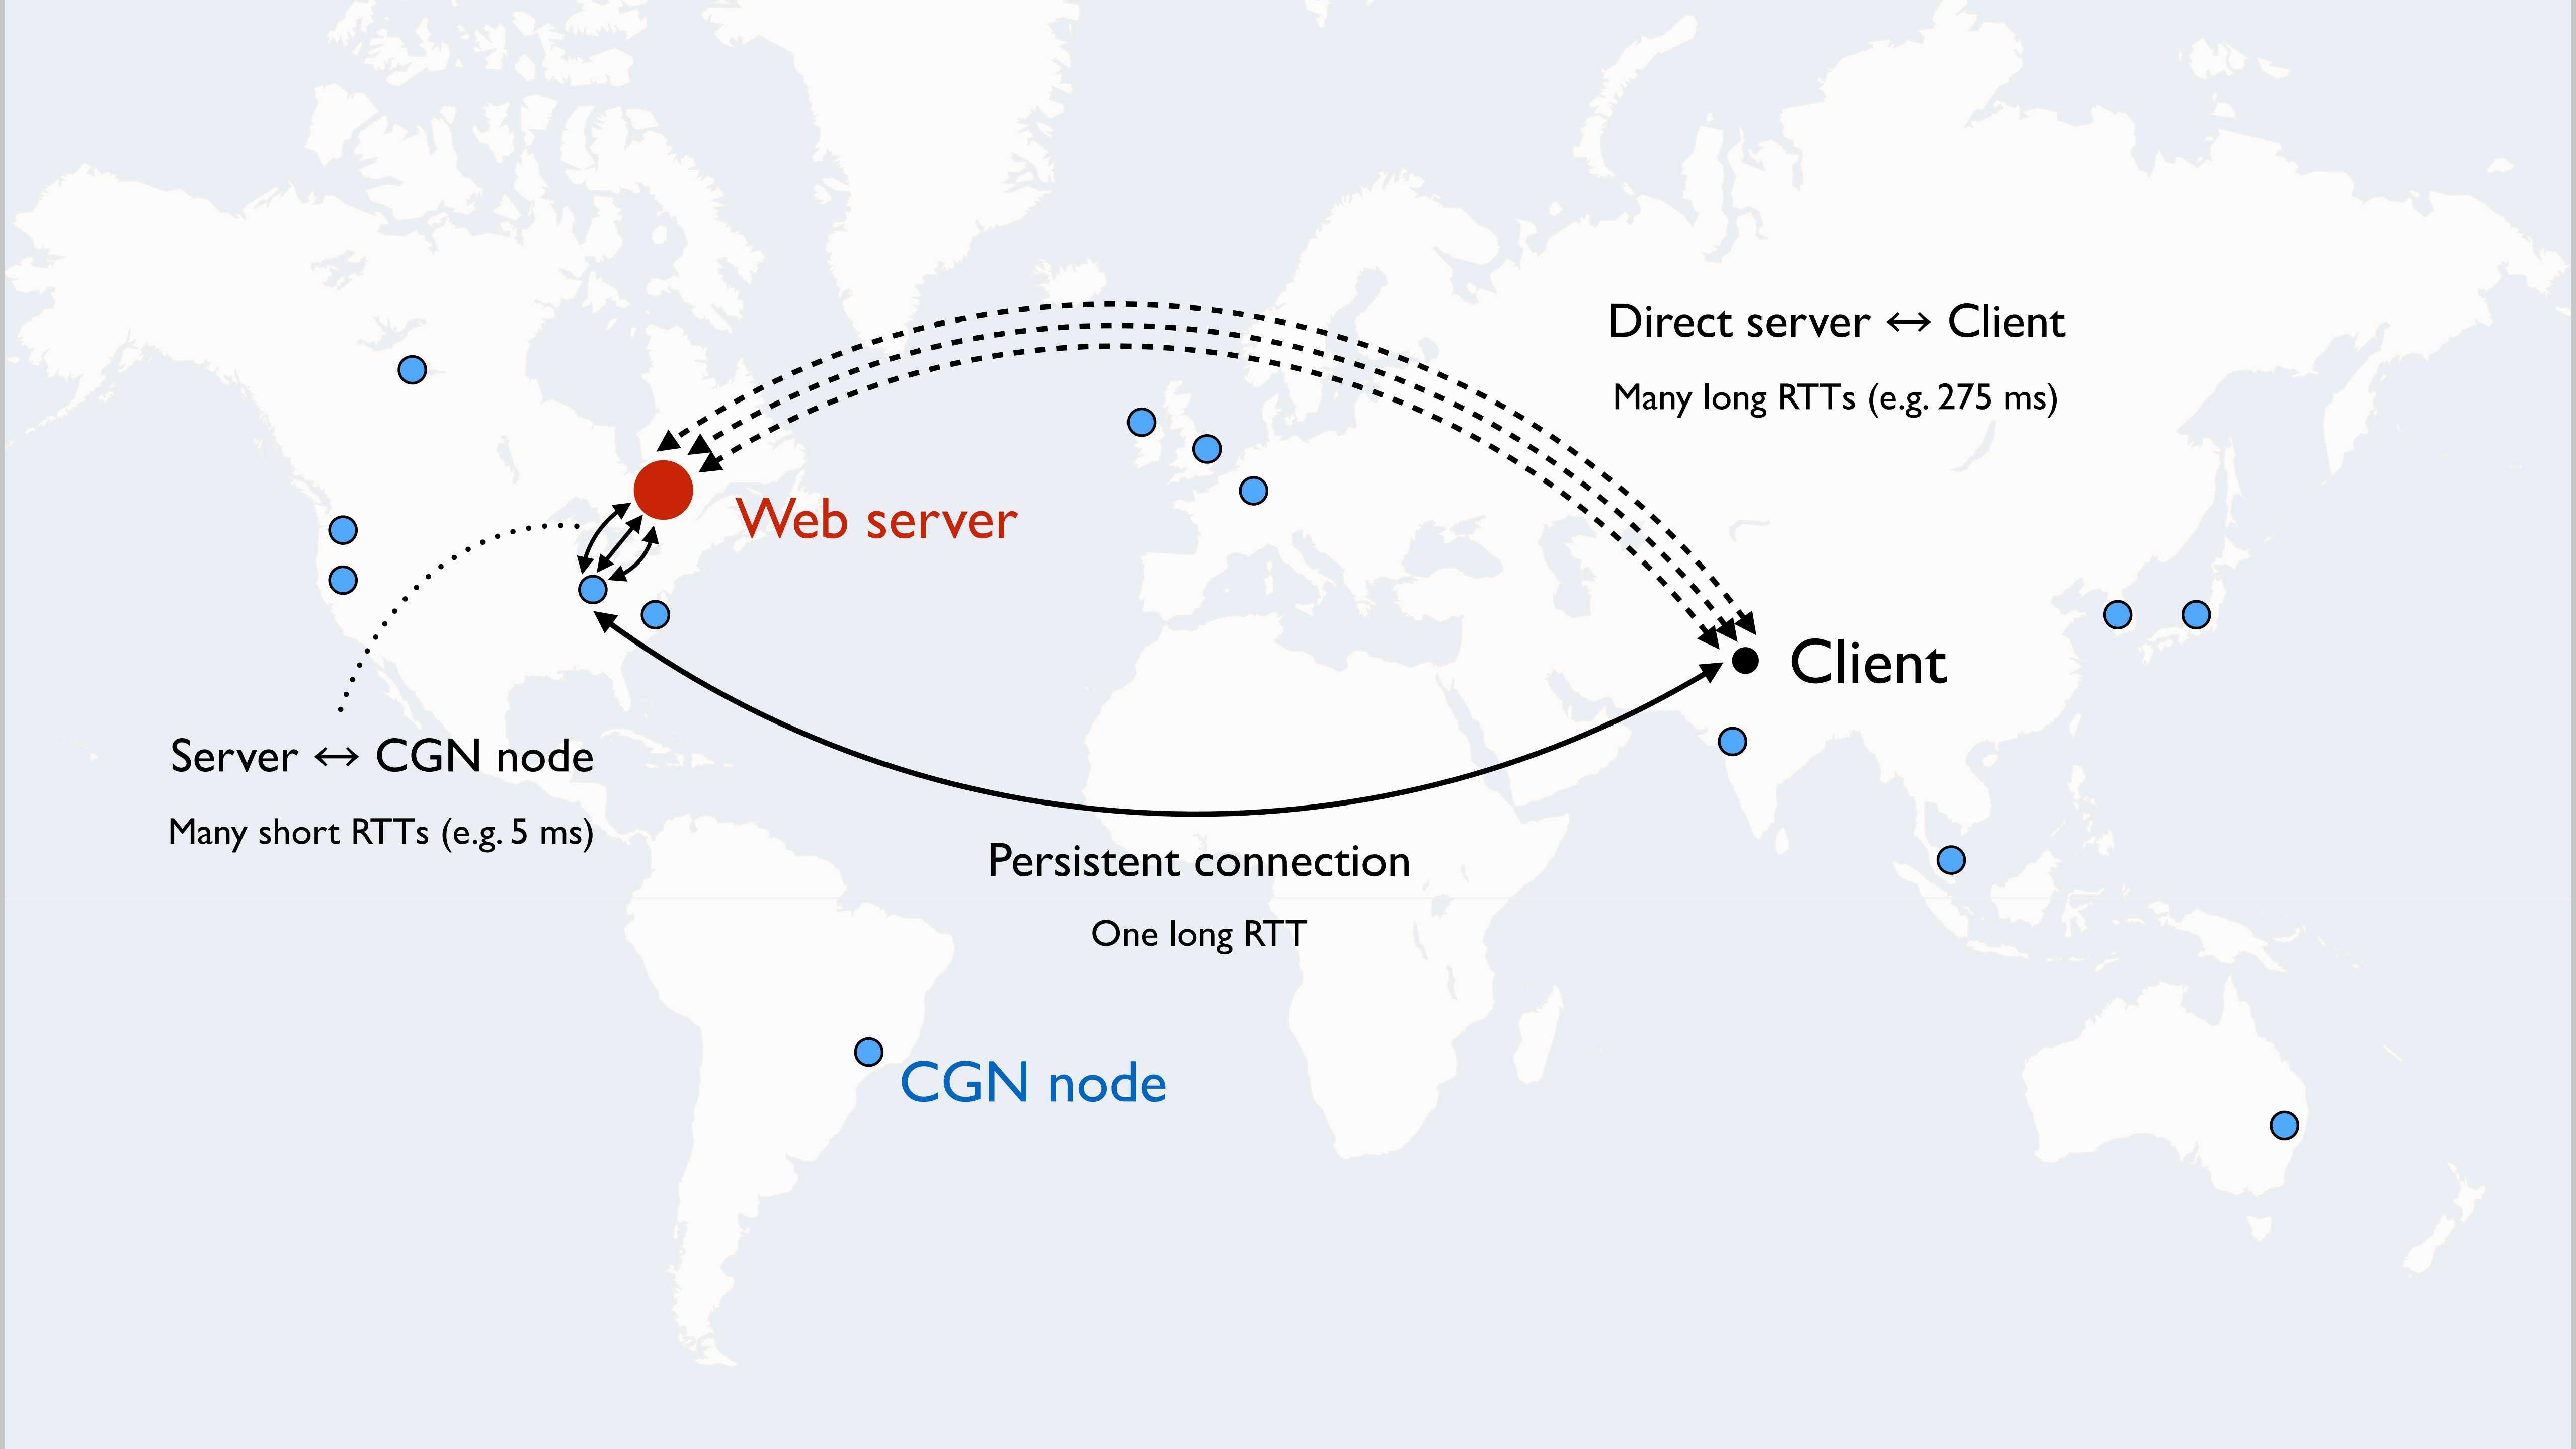 Direct server ↔ Client
Many long RTTs (e.g. 275 ms)
Web server
Client
Server ↔ CGN node
Many short RTTs (e.g. 5 ms)
Persistent connection
One long RTT
CGN node